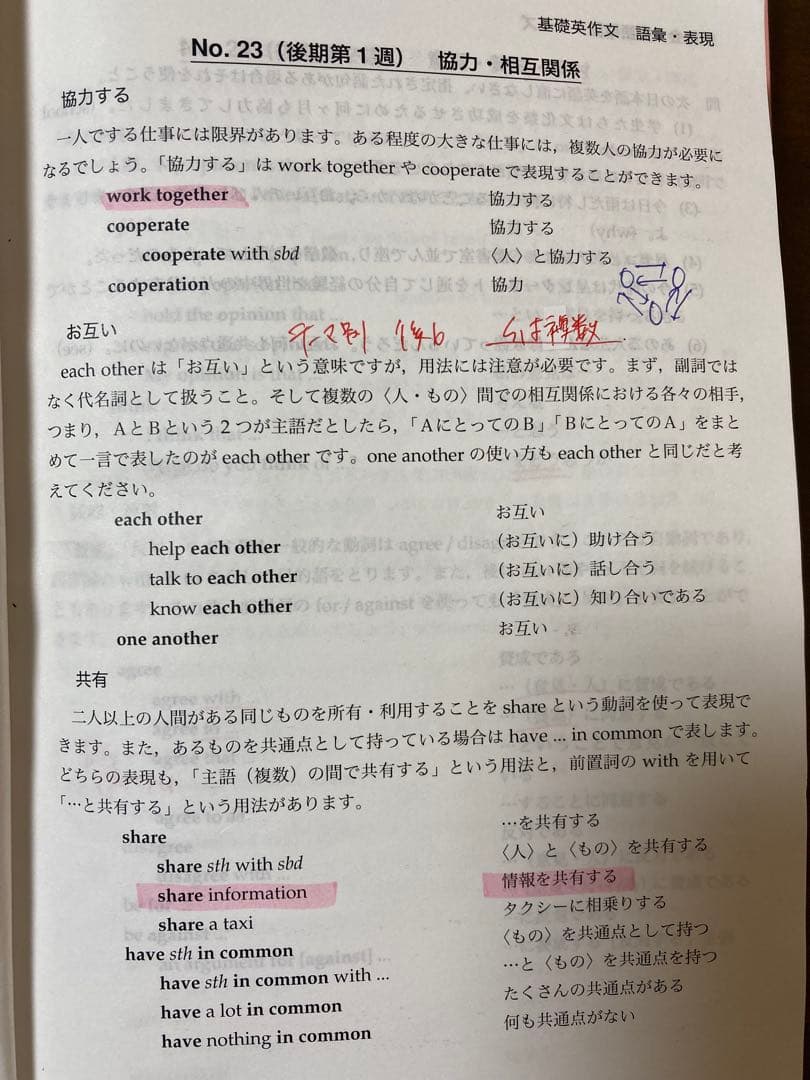 基礎英作文 語彙・表現
No. 23(後期第1週) 協力・相互関係
協力する
一人でする仕事には限界があります。ある程度の大きな仕事には,複数人の協力が必要に
なるでしょう。「協力する」は work together や cooperate で表現することができます。
work together 協力する
cooperate 協力する
cooperate with sbd 〈人〉と協力する
cooperation 協力
お互い
テーマ別 後6 Sは複数.
each other は「お互い」という意味ですが,用法には注意が必要です。まず,副詞では
なく代名詞として扱うこと。そして複数の〈人・もの〉間での相互関係における各々の相手,
つまり,AとBという2つが主語だとしたら,「AにとってのB」「BにとってのA」をまと
めて一言で表したのが each other です。one another の使い方も each other と同じだと考
えてください。
each other お互い
help each other (お互いに)助け合う
talk to each other (お互いに)話し合う
know each other (お互いに)知り合いである
one another お互い
共有
二人以上の人間がある同じものを所有・利用することを share という動詞を使って表現で
きます。また,あるものを共通点として持っている場合は have ... in common で表します。
どちらの表現も,「主語(複数)の間で共有する」という用法と,前置詞の with を用いて
「…と共有する」という用法があります。
share …を共有する
share sth with sbd 〈人〉と〈もの〉を共有する
share information 情報を共有する
share a taxi タクシーに相乗りする
have sth in common 〈もの〉を共通点として持つ
have sth in common with ... …と〈もの〉を共通点を持つ
have a lot in common たくさんの共通点がある
have nothing in common 何も共通点がない